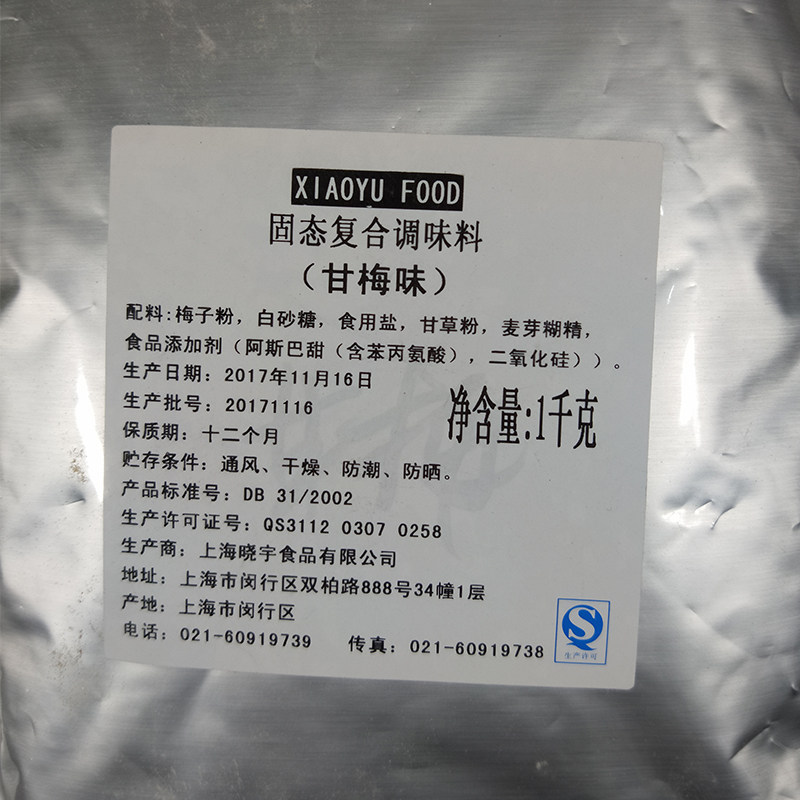 XIAOYU FOOD
固态复合调味料
（甘梅味）
配料:梅子粉，白砂糖，食用盐，甘草粉，麦芽糊精，
食品添加剂（阿斯巴甜（含苯丙氨酸），二氧化硅））。
生产日期：2017年11月16日
生产批号：20171116
净含量:1千克
保质期：十二个月
贮存条件：通风、干燥、防潮、防晒。
产品标准号：DB 31/2002
生产许可证号：QS3112 0307 0258
生产商：上海晓宇食品有限公司
地址：上海市闵行区双柏路888号34幢1层
产地：上海市闵行区
电话：021-60919739 传真：021-60919738
生产许可